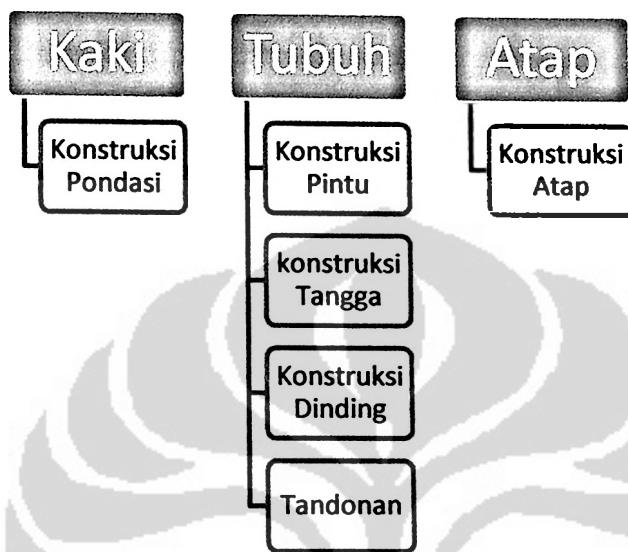 Kaki
Konstruksi
Pondasi
Tubuh
Konstruksi
Pintu
konstruksi
Tangga
Konstruksi
Dinding
Tandonan
Atap
Konstruksi
Atap